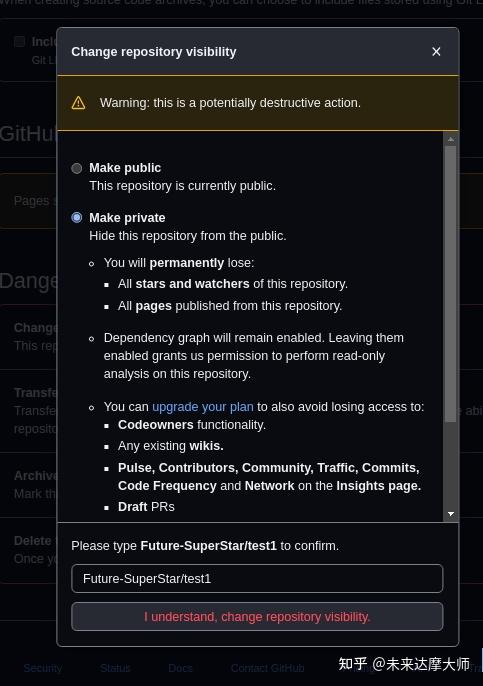 When creating source code archives, you can choose to include files stored using Git L
Inclu
Git L
Change repository visibility
Warning: this is a potentially destructive action.
GitHu
Make public
This repository is currently public.
Pages s
Make private
Hide this repository from the public.
You will permanently lose:
Dange
All stars and watchers of this repository.
All pages published from this repository.
Change
This rep
Dependency graph will remain enabled. Leaving them
enabled grants us permission to perform read-only
analysis on this repository.
Transfe
Transfe
reposito
You can upgrade your plan to also avoid losing access to:
Codeowners functionality.
Any existing wikis.
Archive
Mark th
Pulse, Contributors, Community, Traffic, Commits,
Code Frequency and Network on the Insights page.
Draft PRs
Delete
Once yo
Please type Future-SuperStar/test1 to confirm.
Future-SuperStar/test1
I understand, change repository visibility.
Security Status Docs Contact GitHub
知乎 @未来达摩大师